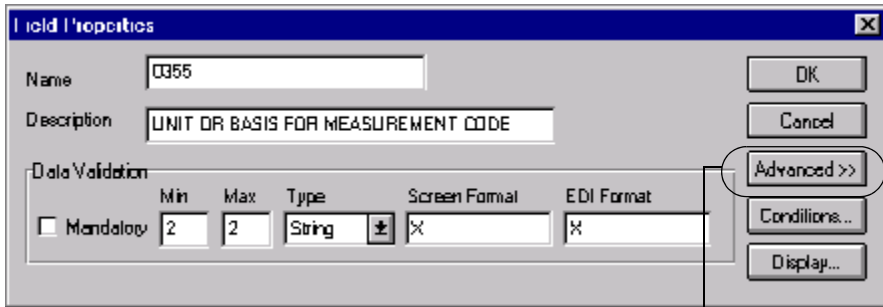 Field Properties
Name 0355
Description UNIT OR BASIS FOR MEASUREMENT CODE
Data Validation
Min Max Type Screen Format EDI Format
Mandatory 2 2 String X X
OK
Cancel
Advanced >>
Conditions...
Display...